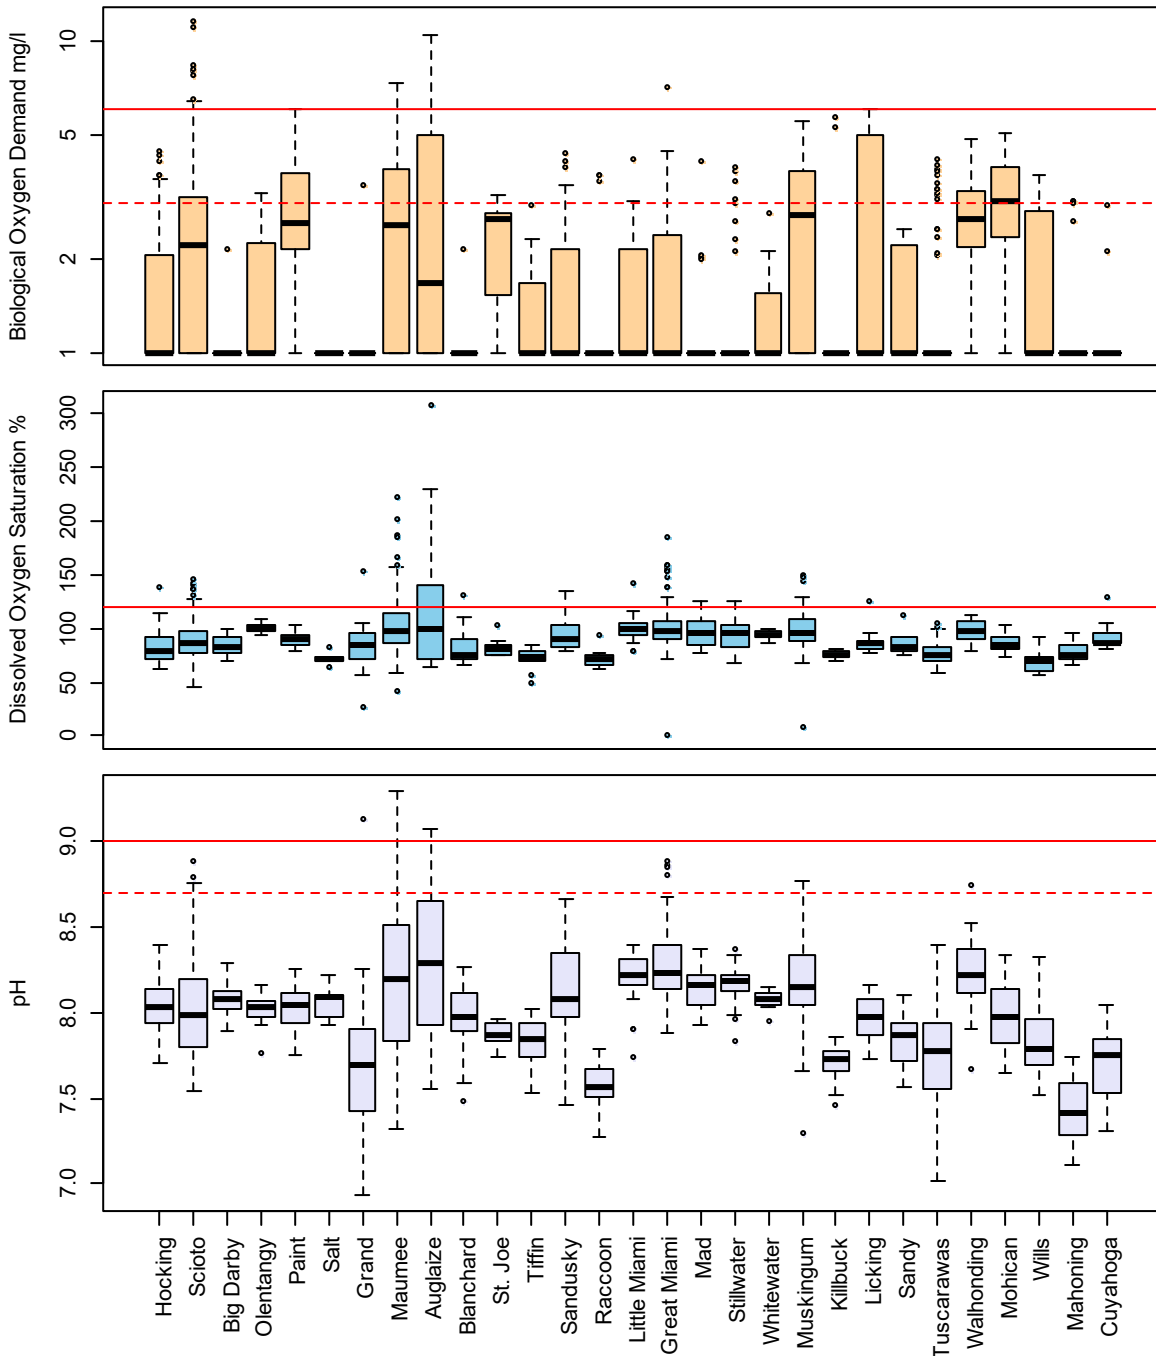 Biological Oxygen Demand mg/l
10
5
2
1
Dissolved Oxygen Saturation %
300
250
200
150
100
50
0
pH
9.0
8.5
8.0
7.5
7.0
Hocking
Scioto
Big Darby
Olentangy
Paint
Salt
Grand
Maumee
Auglaize
Blanchard
St. Joe
Tiffin
Sandusky
Raccoon
Little Miami
Great Miami
Mad
Stillwater
Whitewater
Muskingum
Killbuck
Licking
Sandy
Tuscarawas
Walhonding
Mohican
Wills
Mahoning
Cuyahoga